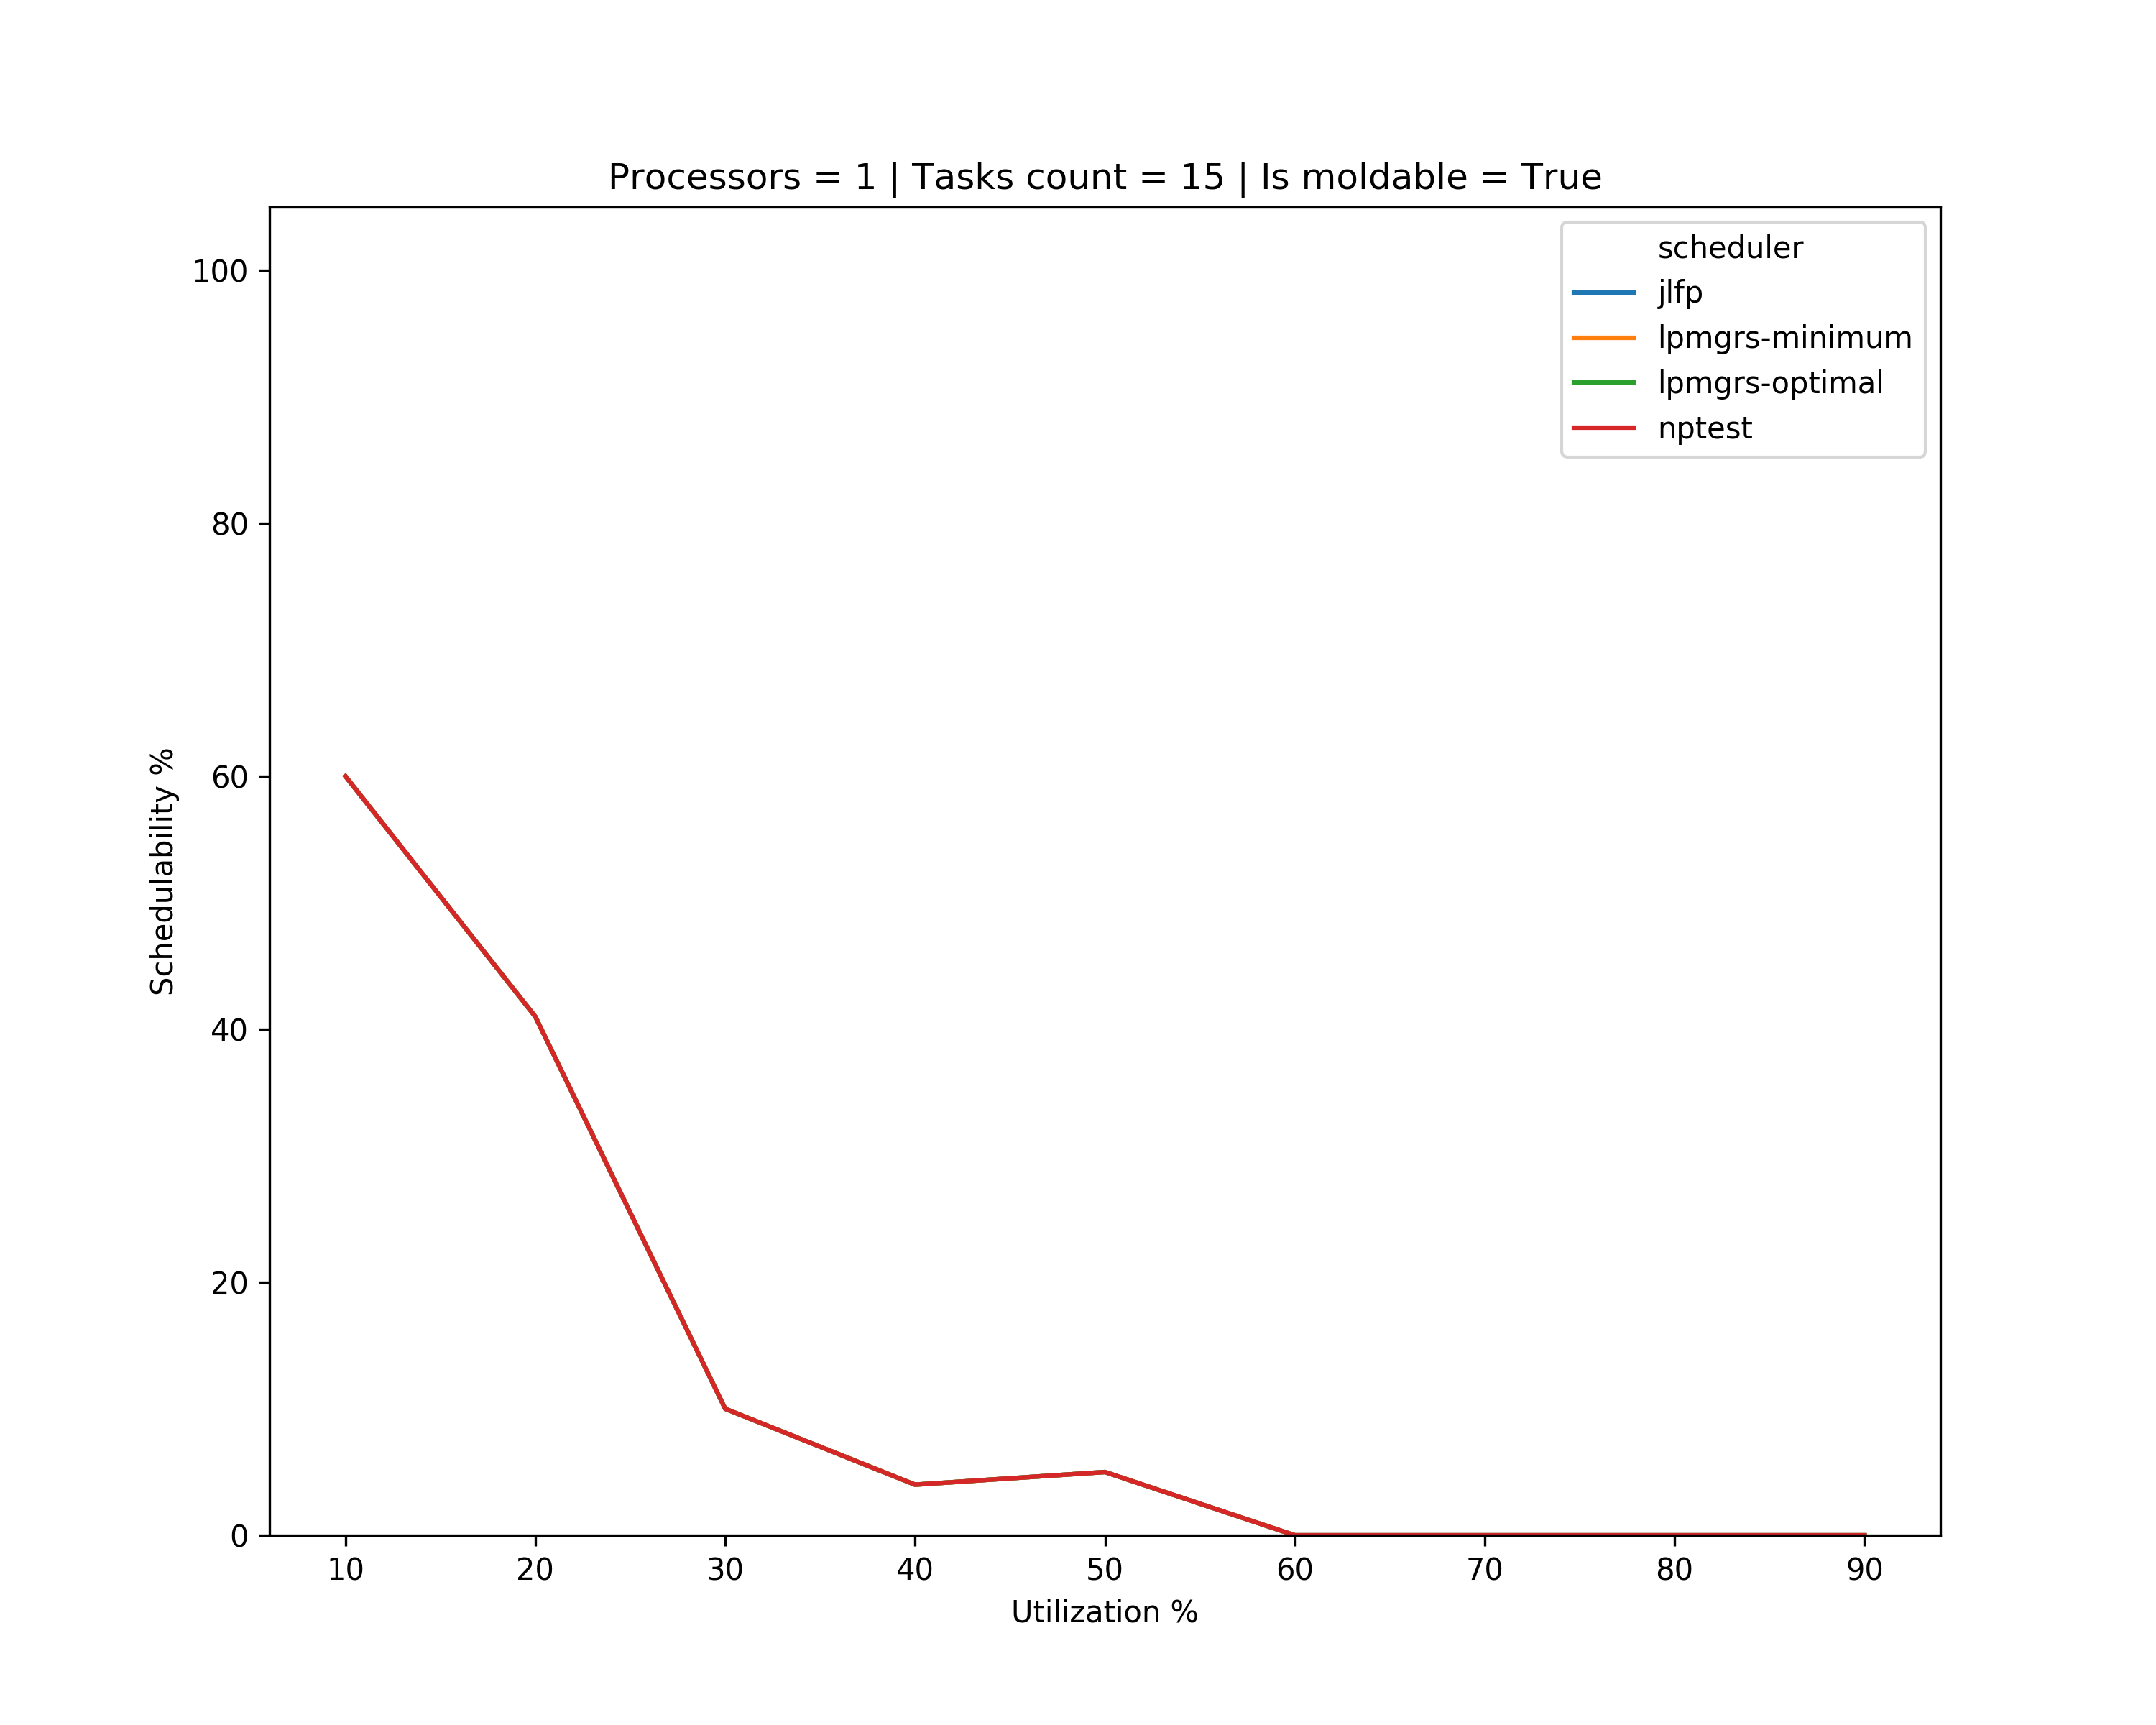 Processors = 1 | Tasks count = 15 | Is moldable = True
scheduler
jlfp
lpmgrs-minimum
lpmgrs-optimal
nptest
Schedulability %
100
80
60
40
20
0
10 20 30 40 50 60 70 80 90
Utilization %